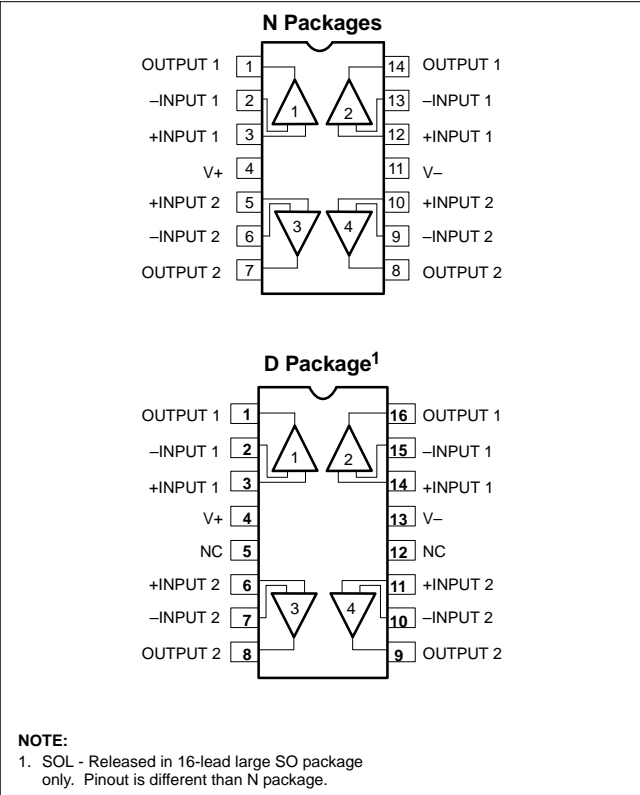 N Packages
OUTPUT 1 1 14 OUTPUT 1
–INPUT 1 2 13 –INPUT 1
1 2
+INPUT 1 3 12 +INPUT 1
V+ 4 11 V–
+INPUT 2 5 10 +INPUT 2
3 4
–INPUT 2 6 9 –INPUT 2
OUTPUT 2 7 8 OUTPUT 2
D Package1
OUTPUT 1 1 16 OUTPUT 1
–INPUT 1 2 15 –INPUT 1
1 2
+INPUT 1 3 14 +INPUT 1
V+ 4 13 V–
NC 5 12 NC
+INPUT 2 6 11 +INPUT 2
3 4
–INPUT 2 7 10 –INPUT 2
OUTPUT 2 8 9 OUTPUT 2
NOTE:
1. SOL - Released in 16-lead large SO package
only. Pinout is different than N package.